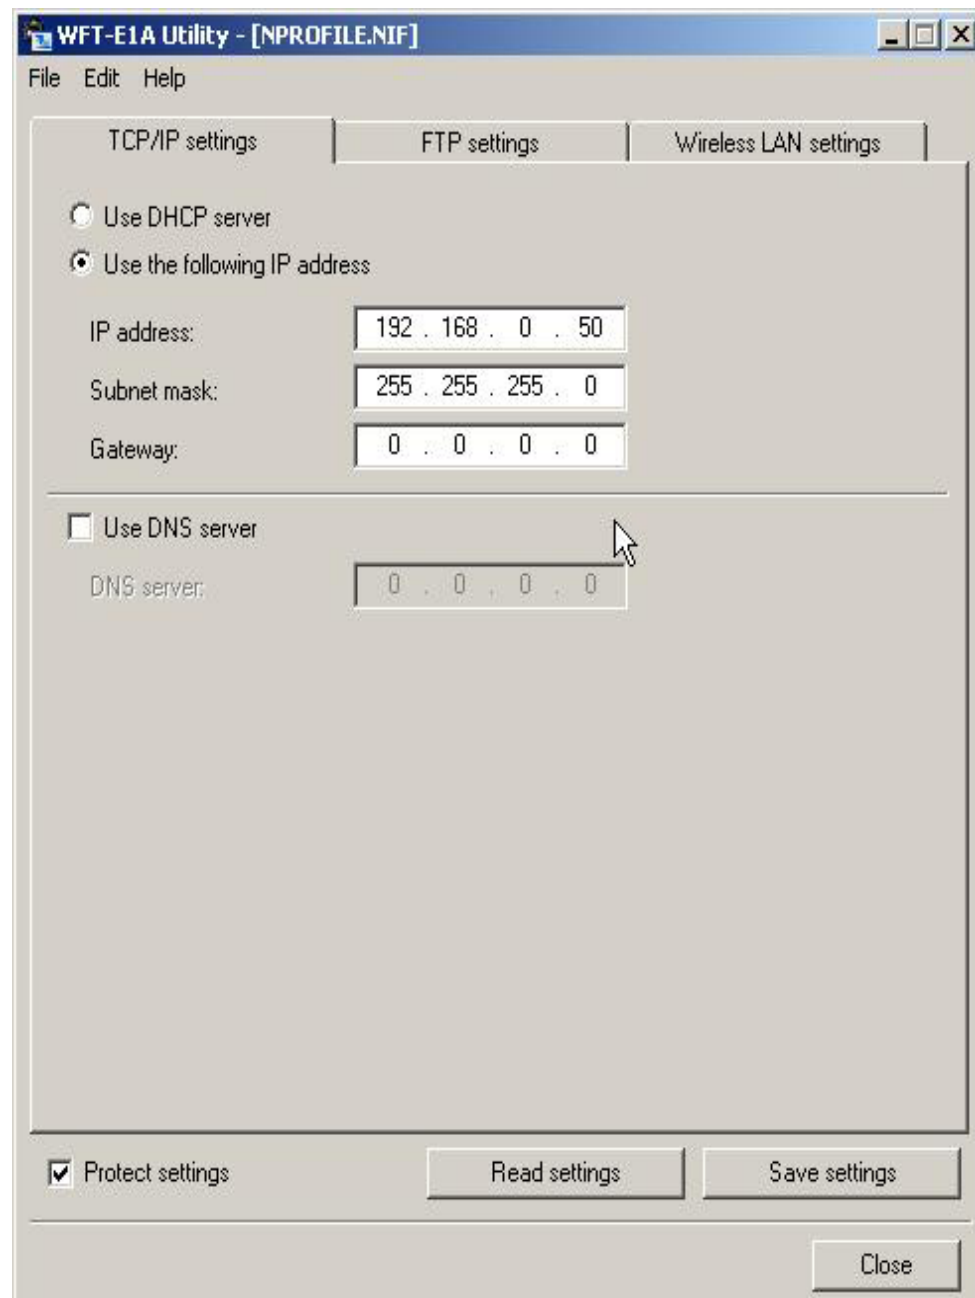 WFT-E1A Utility - [NPROFILE.NIF]
File Edit Help
TCP/IP settings FTP settings Wireless LAN settings
Use DHCP server
Use the following IP address
IP address: 192 . 168 . 0 . 50
Subnet mask: 255 . 255 . 255 . 0
Gateway: 0 . 0 . 0 . 0
Use DNS server
DNS server: 0 . 0 . 0 . 0
Protect settings Read settings Save settings
Close